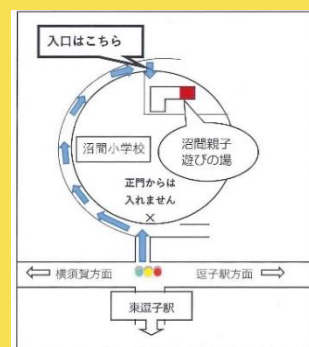 入口はこちら
沼間小学校
沼間親子
遊びの場
正門からは
入れません
×
横須賀方面
逗子駅方面
東逗子駅